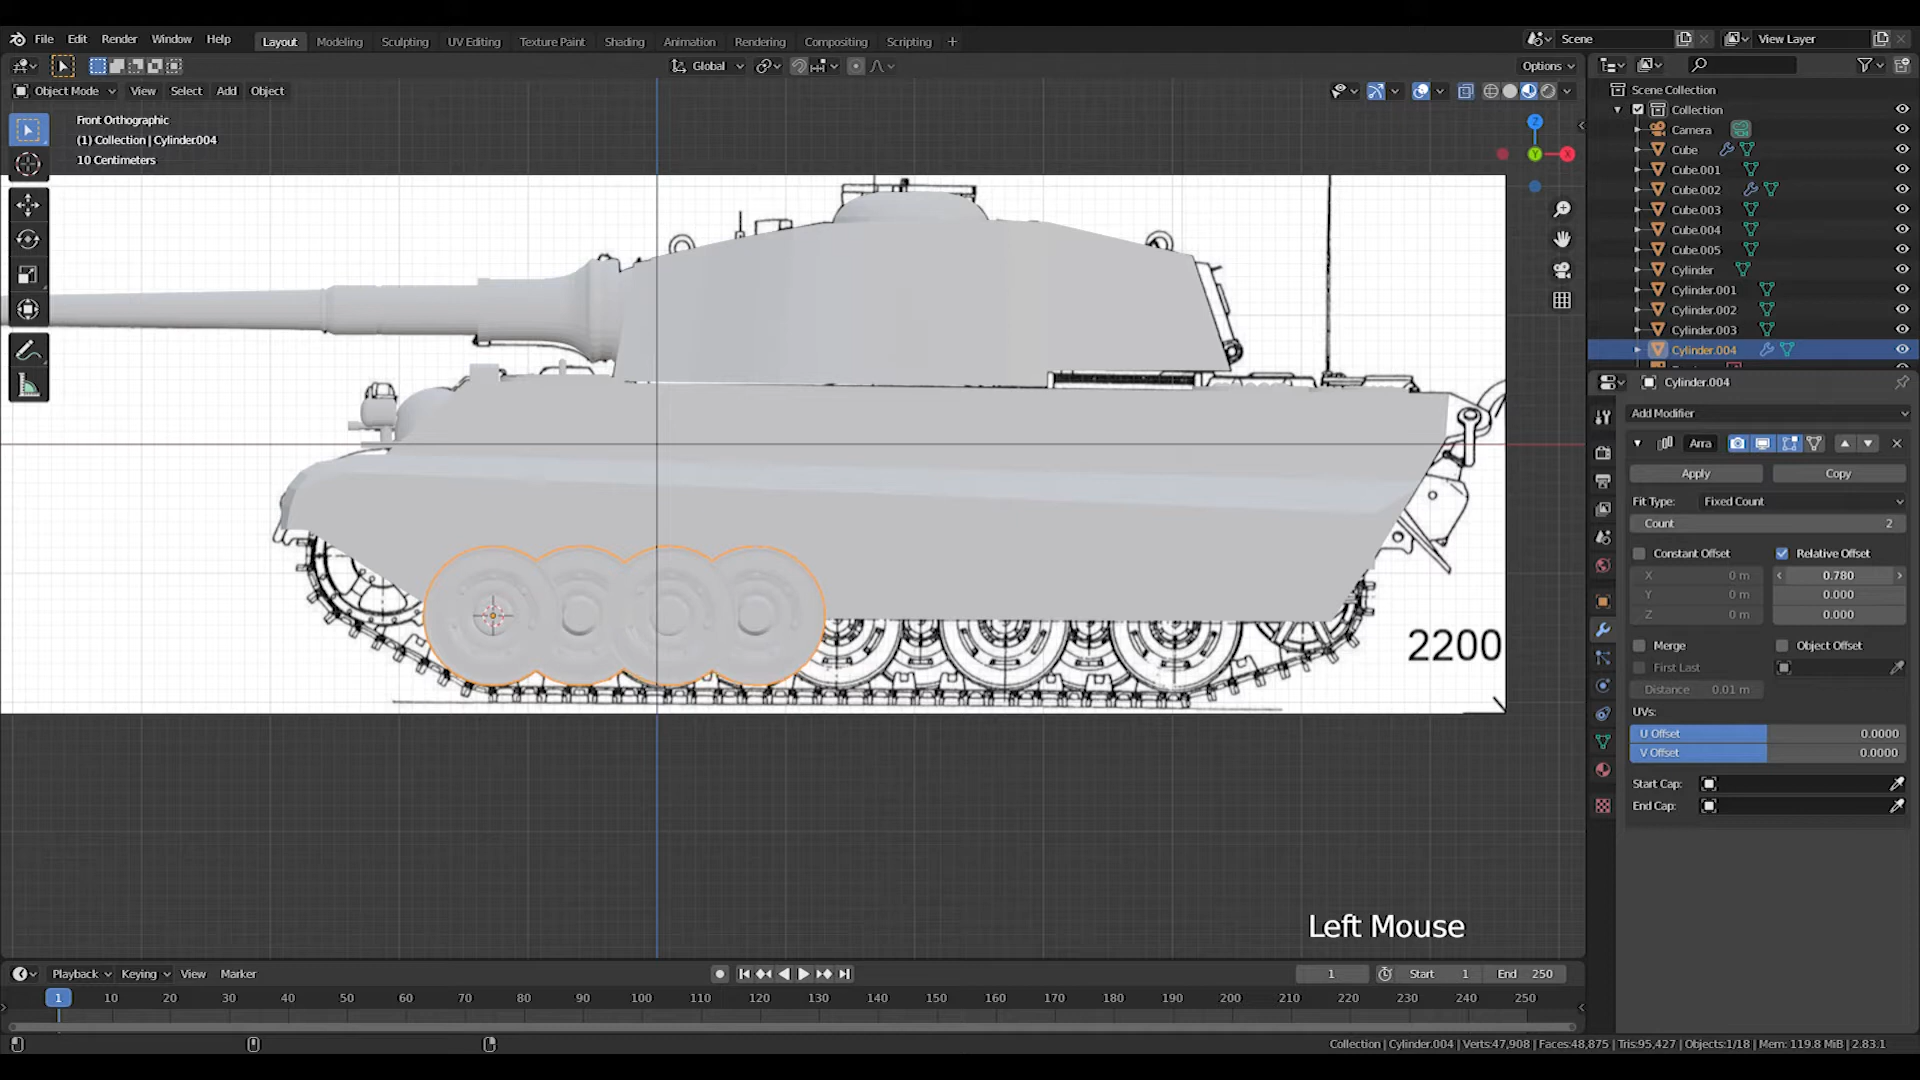 File Edit Render Window Help
Layout Modeling Sculpting UV Editing Texture Paint Shading Animation Rendering Compositing Scripting +
Scene
View Layer
Global
Options
Object Mode View Select Add Object
Front Orthographic
(1) Collection | Cylinder.004
10 Centimeters
Z
Y
X
2200
Left Mouse
Scene Collection
Collection
Camera
Cube
Cube.001
Cube.002
Cube.003
Cube.004
Cube.005
Cylinder
Cylinder.001
Cylinder.002
Cylinder.003
Cylinder.004
Cylinder.004
Add Modifier
Arra
Apply Copy
Fit Type: Fixed Count
Count 2
Constant Offset Relative Offset
X 0 m 0.780
Y 0 m 0.000
Z 0 m 0.000
Merge Object Offset
First Last
Distance 0.01 m
UVs:
U Offset 0.0000
V Offset 0.0000
Start Cap:
End Cap:
Playback Keying View Marker
1 Start 1 End 250
1 10 20 30 40 50 60 70 80 90 100 110 120 130 140 150 160 170 180 190 200 210 220 230 240 250
Collection | Cylinder.004 | Verts:47,908 | Faces:48,875 | Tris:95,427 | Objects:1/18 | Mem: 119.8 MiB | 2.83.1